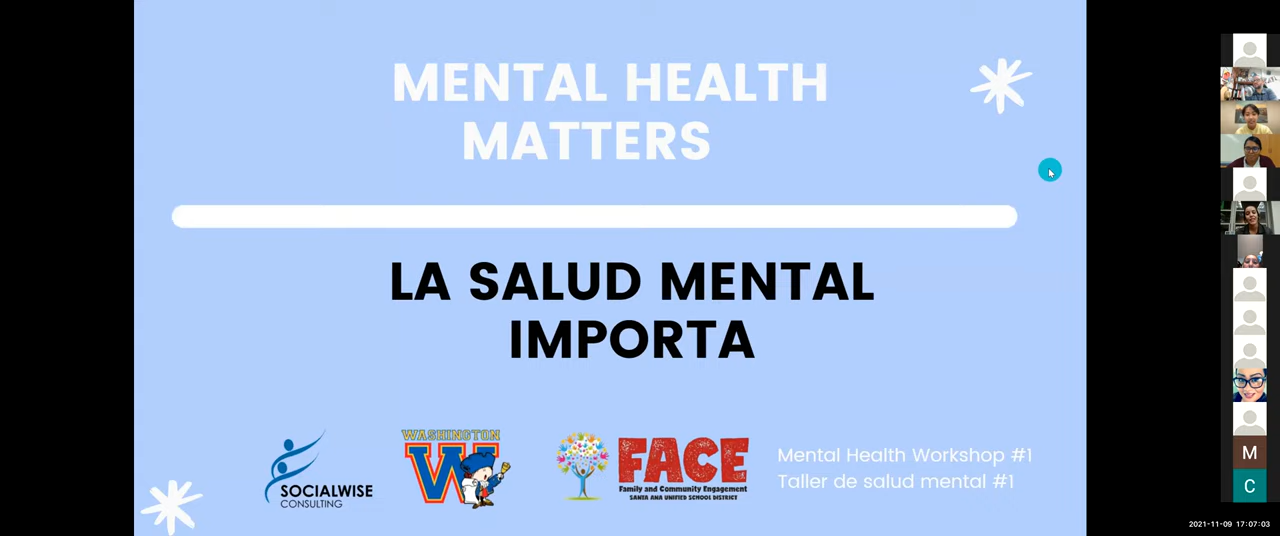 MENTAL HEALTH
MATTERS
LA SALUD MENTAL
IMPORTA
SOCIALWISE
CONSULTING
WASHINGTON
W
FACE
Family and Community Engagement
SANTA ANA UNIFIED SCHOOL DISTRICT
Mental Health Workshop #1
Taller de salud mental #1
M
C
2021-11-09 17:07:03